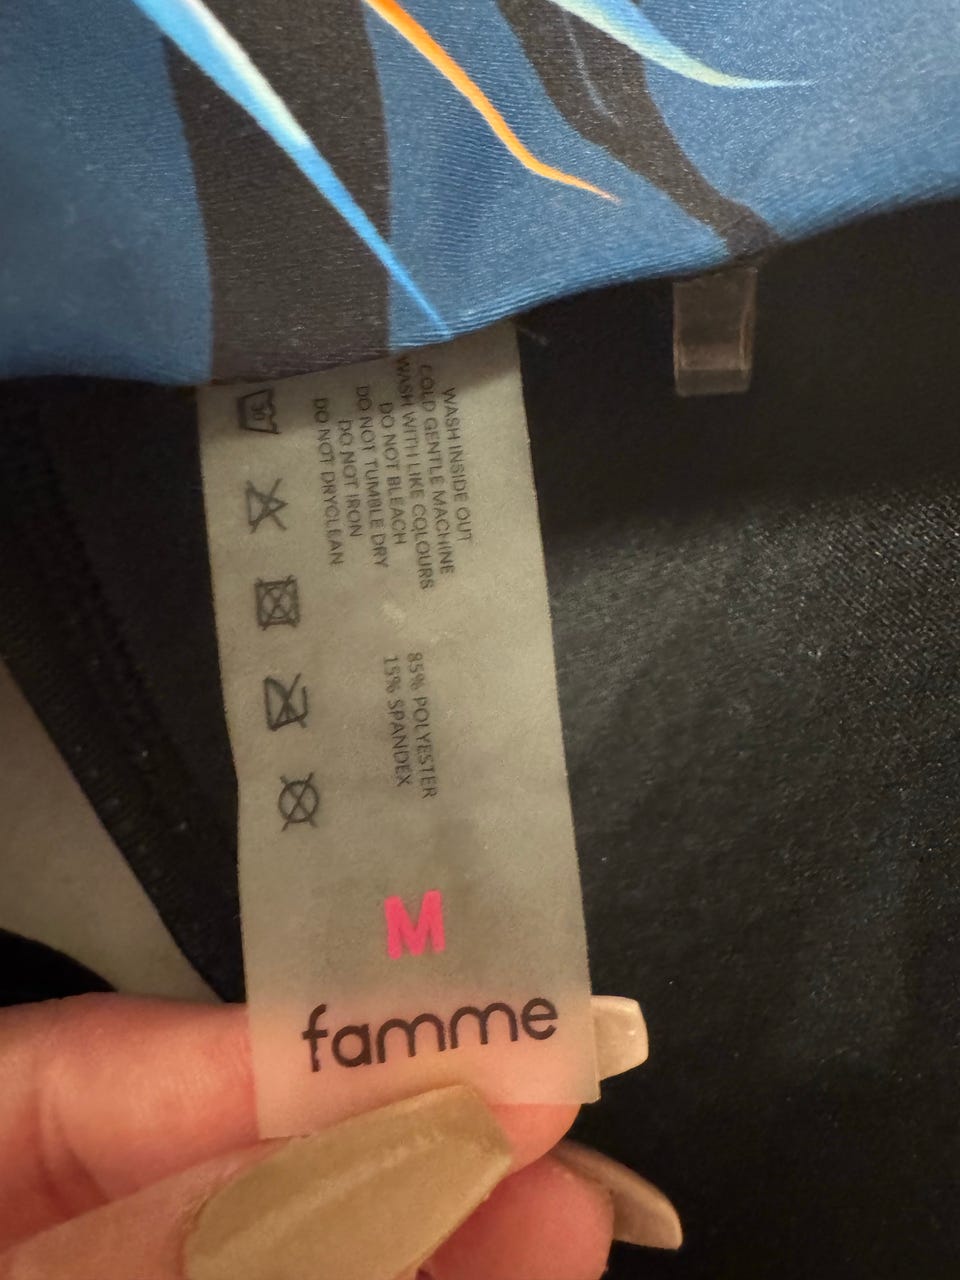 WASH INSIDE OUT
COLD GENTLE MACHINE
WASH WITH LIKE COLOURS
DO NOT BLEACH
DO NOT TUMBLE DRY
DO NOT IRON
DO NOT DRYCLEAN
30
85% POLYESTER
15% SPANDEX
M
famme